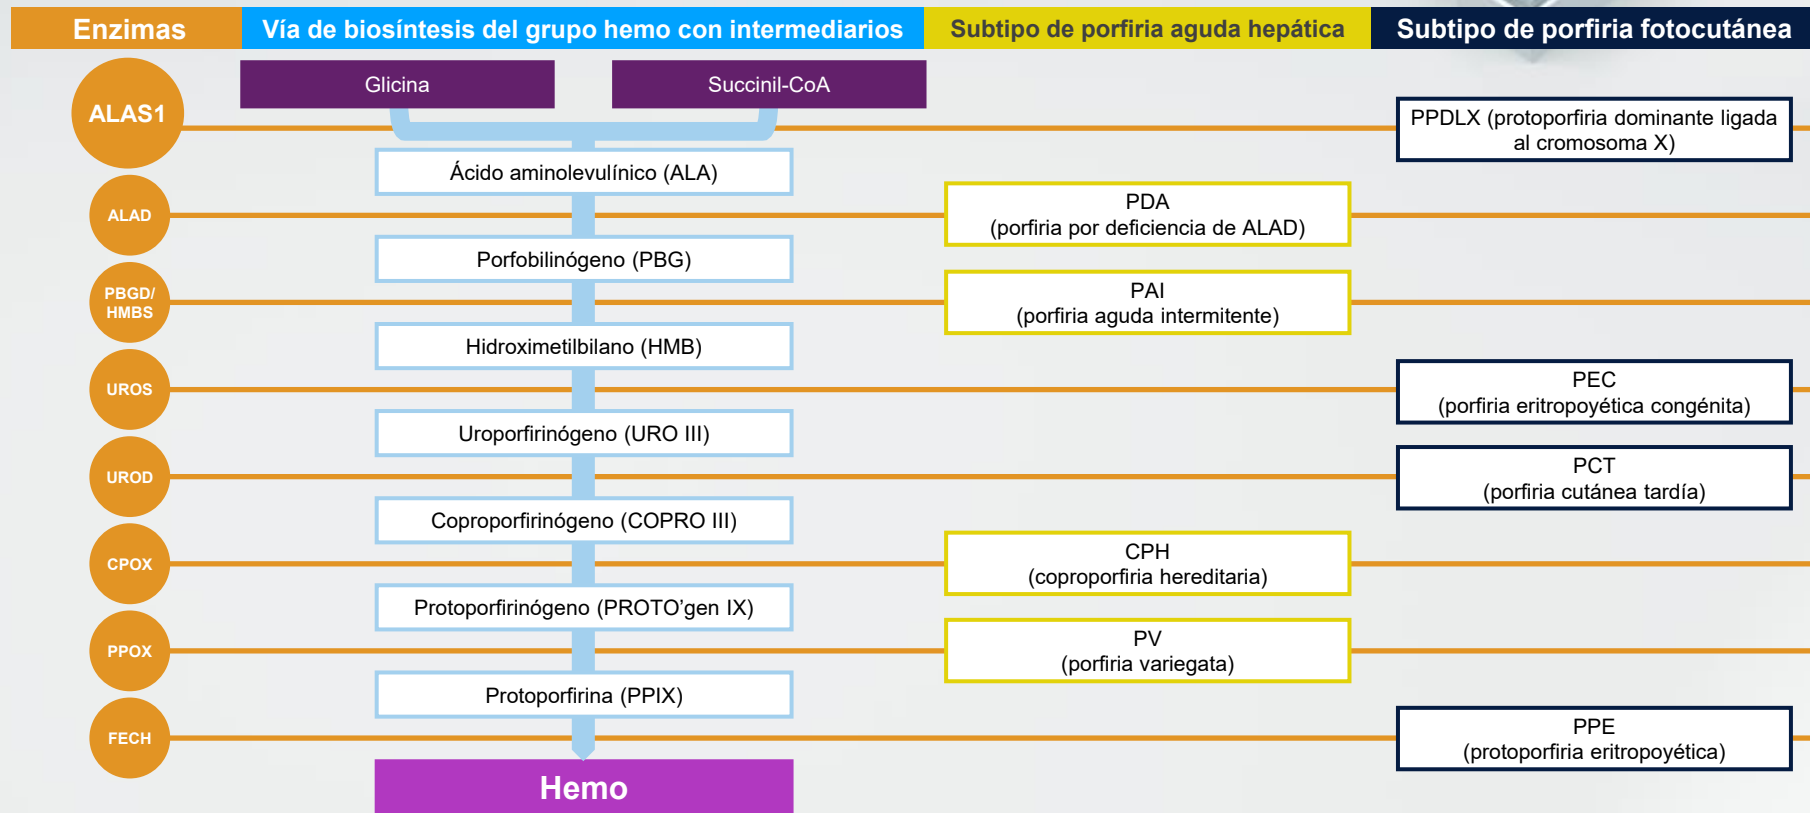 Enzimas
Vía de biosíntesis del grupo hemo con intermediarios
Subtipo de porfiria aguda hepática
Subtipo de porfiria fotocutánea
Glicina
Succinil-CoA
ALAS1
PPDLX (protoporfiria dominante ligada
al cromosoma X)
Ácido aminolevulínico (ALA)
ALAD
PDA
(porfiria por deficiencia de ALAD)
Porfobilinógeno (PBG)
PBGD/
HMBS
PAI
(porfiria aguda intermitente)
Hidroximetilbilano (HMB)
UROS
PEC
(porfiria eritropoyética congénita)
Uroporfirinógeno (URO III)
UROD
PCT
(porfiria cutánea tardía)
Coproporfirinógeno (COPRO III)
CPOX
CPH
(coproporfiria hereditaria)
Protoporfirinógeno (PROTO’gen IX)
PPOX
PV
(porfiria variegata)
Protoporfirina (PPIX)
FECH
PPE
(protoporfiria eritropoyética)
Hemo